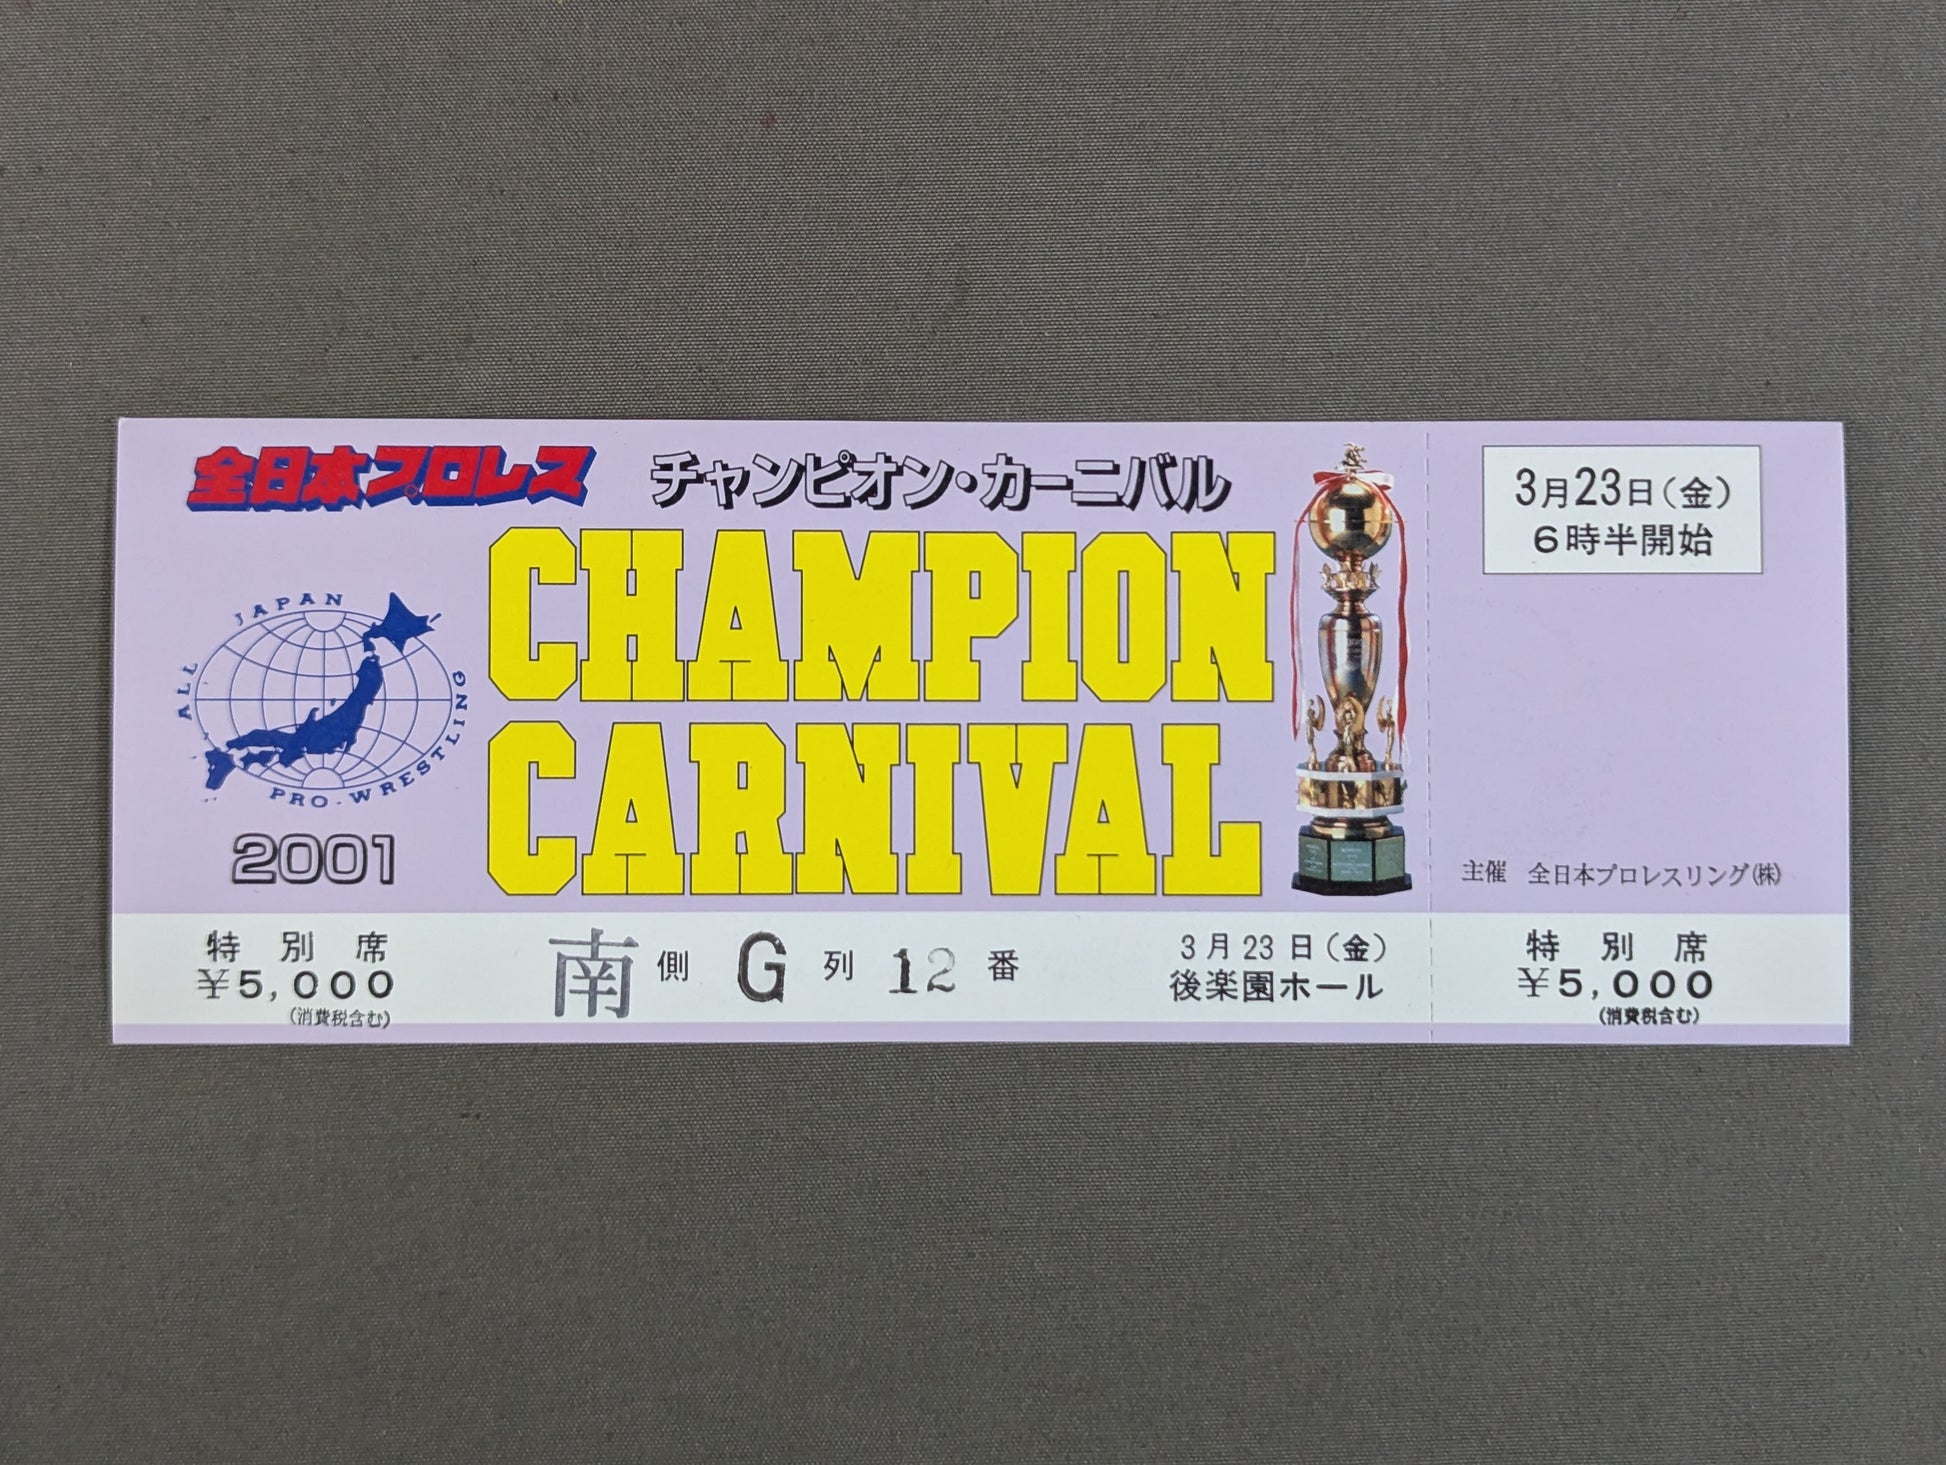 全日本プロレス
チャンピオン・カーニバル
CHAMPION
CARNIVAL
ALL JAPAN PRO-WRESTLING
2001
特別席
¥5,000
(消費税含む)
南側 G列 12番
3月23日(金)
後楽園ホール
3月23日(金)
6時半開始
主催 全日本プロレスリング(株)
特別席
¥5,000
(消費税含む)